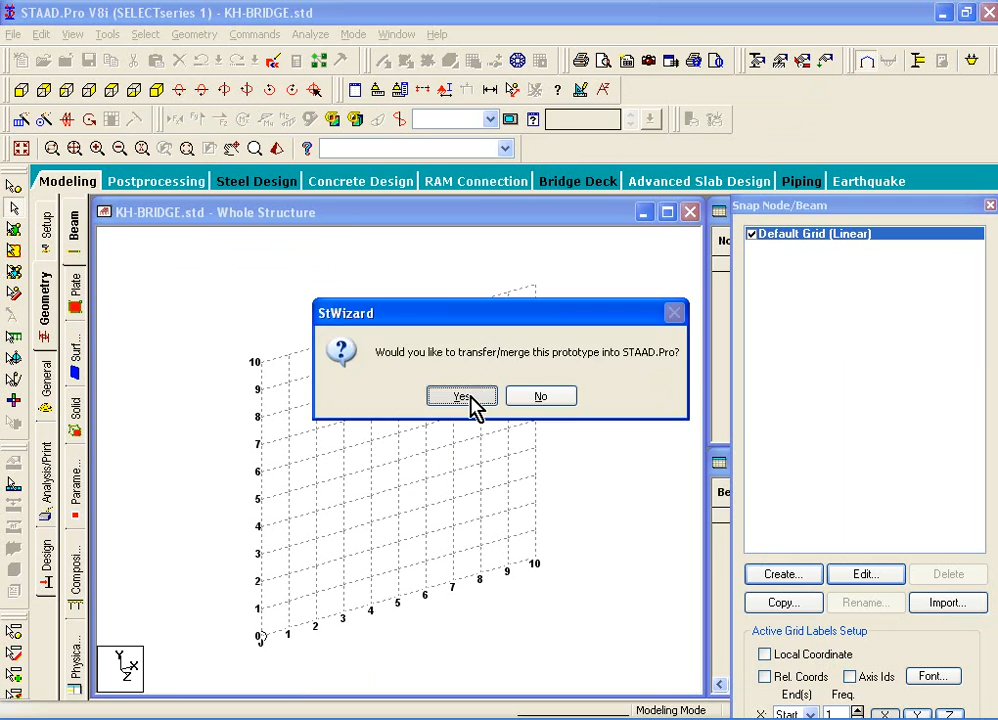 STAAD.Pro V8i (SELECTseries 1) - KH-BRIDGE.std
File Edit View Tools Select Geometry Commands Analyze Mode Window Help
Modeling Postprocessing Steel Design Concrete Design RAM Connection Bridge Deck Advanced Slab Design Piping Earthquake
KH-BRIDGE.std - Whole Structure
Snap Node/Beam
Default Grid (Linear)
Setup
Geometry
General
Analysis/Print
Design
Beam
Plate
Surf...
Solid
Parame...
Composi...
Physica...
StWizard
Would you like to transfer/merge this prototype into STAAD.Pro?
Yes No
10
9
8
7
6
5
4
3
2
1
0
1 2 3 4 5 6 7 8 9 10
Y
X
Z
No
Be
Create... Edit... Delete
Copy... Rename... Import...
Active Grid Labels Setup
Local Coordinate
Rel. Coords Axis Ids Font...
End(s) Freq.
X: Start 1 X Y Z
Modeling Mode